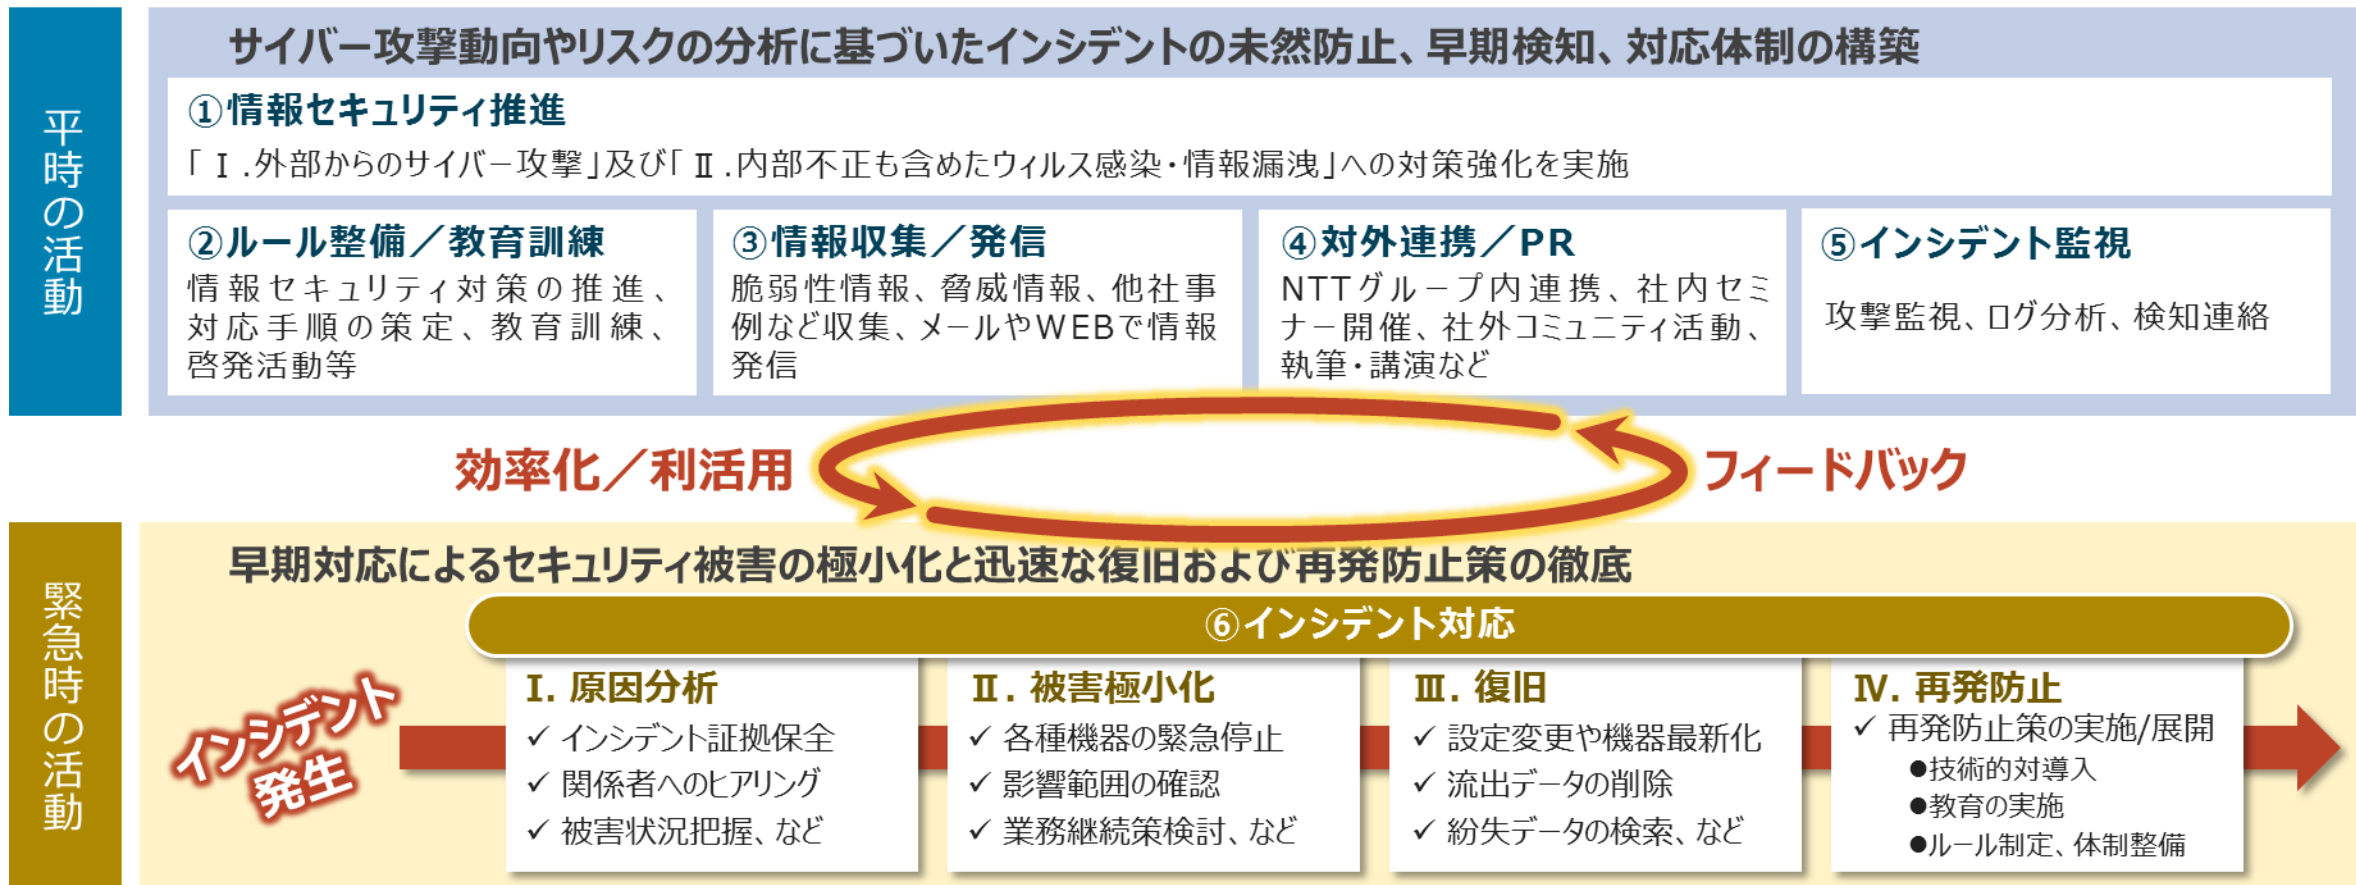 平時の活動
サイバー攻撃動向やリスクの分析に基づいたインシデントの未然防止、早期検知、対応体制の構築
①情報セキュリティ推進
「Ⅰ.外部からのサイバー攻撃」及び「Ⅱ.内部不正も含めたウィルス感染・情報漏洩」への対策強化を実施
②ルール整備／教育訓練
情報セキュリティ対策の推進、
対応手順の策定、教育訓練、
啓発活動等
③情報収集／発信
脆弱性情報、脅威情報、他社事
例など収集、メールやWEBで情報
発信
④対外連携／PR
NTTグループ内連携、社内セミ
ナー開催、社外コミュニティ活動、
執筆・講演など
⑤インシデント監視
攻撃監視、ログ分析、検知連絡
効率化／利活用
フィードバック
緊急時の活動
早期対応によるセキュリティ被害の極小化と迅速な復旧および再発防止策の徹底
⑥インシデント対応
インシデント
発生
Ⅰ. 原因分析
✓ インシデント証拠保全
✓ 関係者へのヒアリング
✓ 被害状況把握、など
Ⅱ. 被害極小化
✓ 各種機器の緊急停止
✓ 影響範囲の確認
✓ 業務継続策検討、など
Ⅲ. 復旧
✓ 設定変更や機器最新化
✓ 流出データの削除
✓ 紛失データの検索、など
Ⅳ. 再発防止
✓ 再発防止策の実施/展開
●技術的対導入
●教育の実施
●ルール制定、体制整備